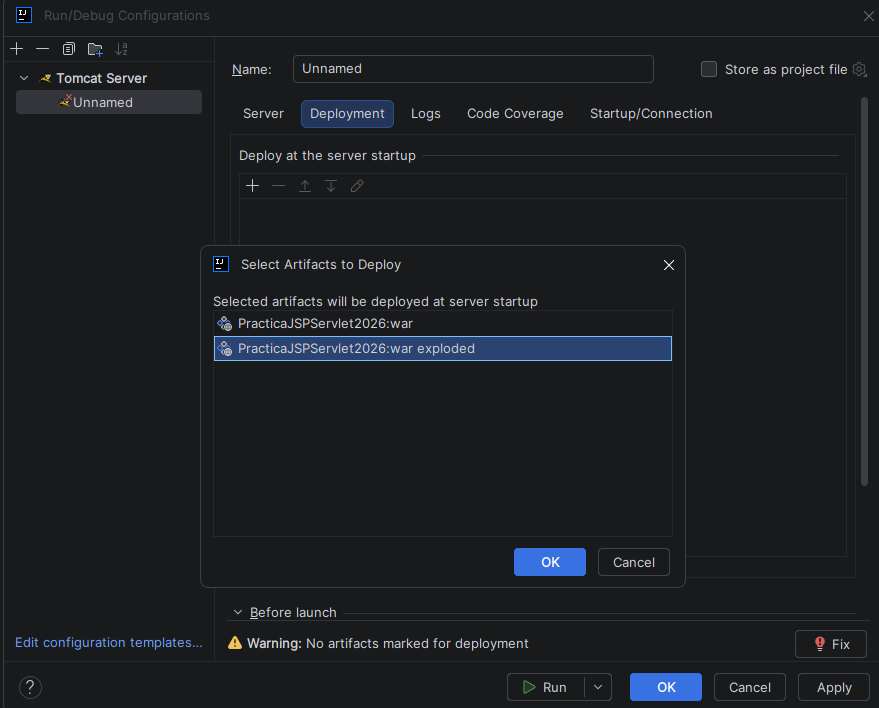 Run/Debug Configurations
Name: Unnamed
Store as project file
Tomcat Server
Unnamed
Server Deployment Logs Code Coverage Startup/Connection
Deploy at the server startup
Select Artifacts to Deploy
Selected artifacts will be deployed at server startup
PracticaJSPServlet2026:war
PracticaJSPServlet2026:war exploded
OK Cancel
Before launch
Edit configuration templates...
Warning: No artifacts marked for deployment
Fix
? Run OK Cancel Apply